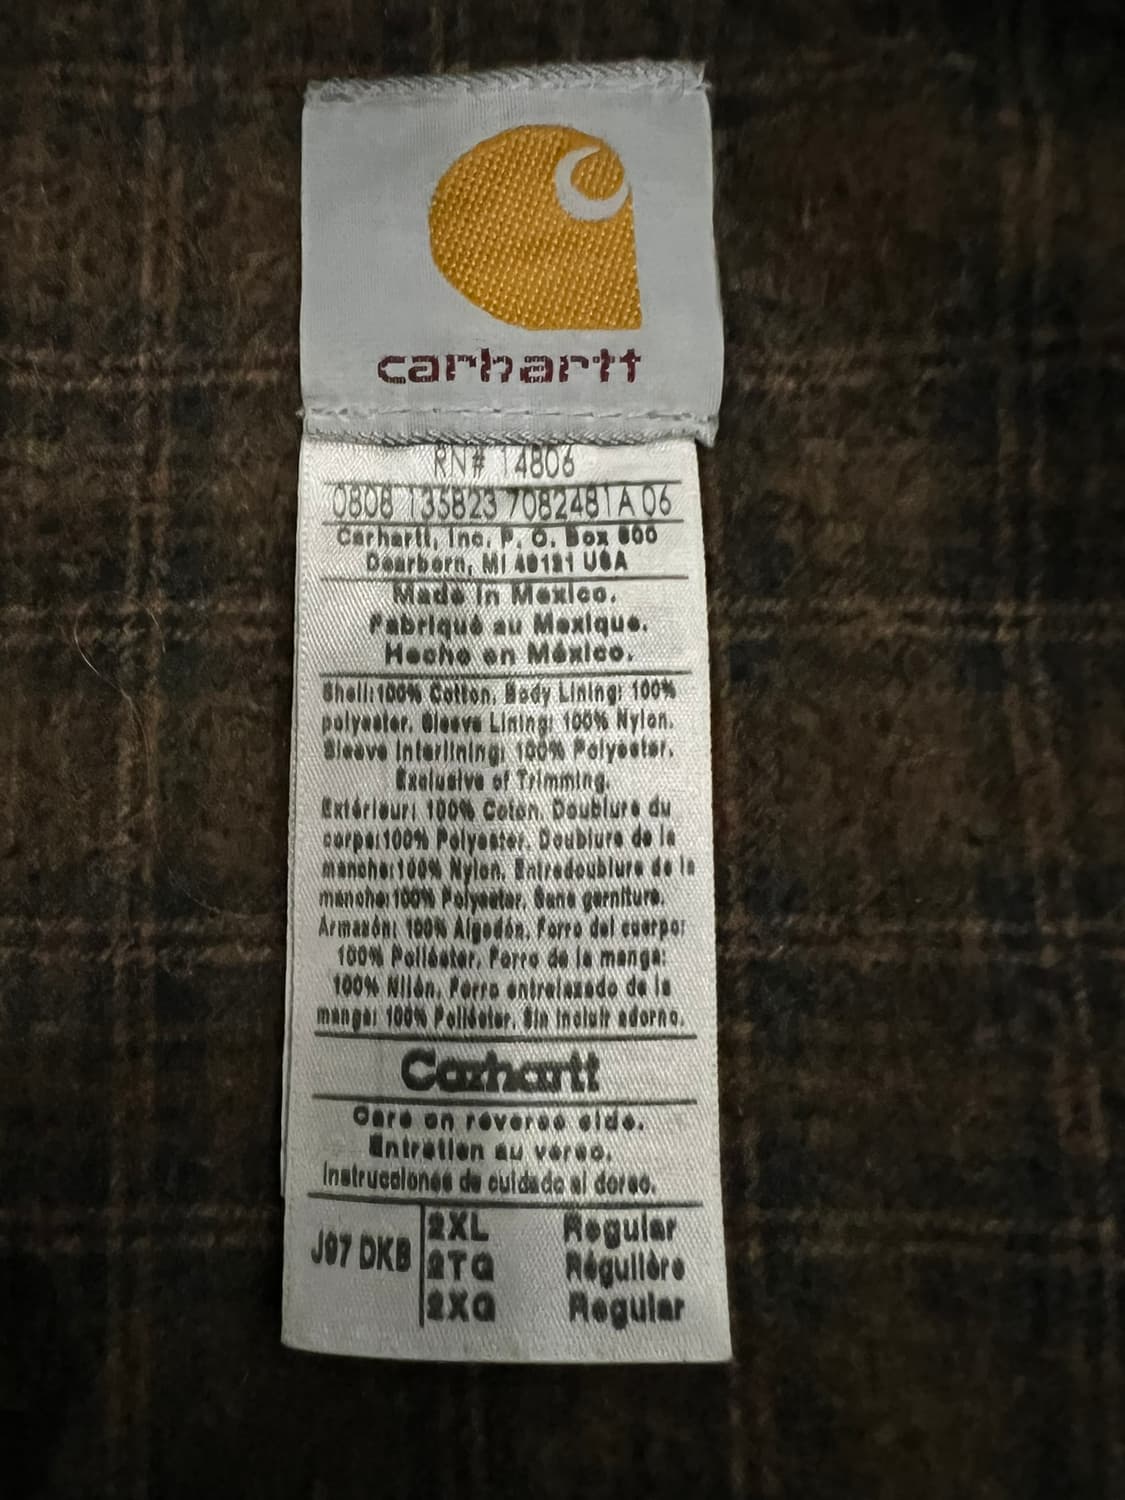 carhartt
RN# 14806
0808 135823 7082481A 06
Carhartt, Inc. P. O. Box 600
Dearborn, MI 48121 USA
Made in Mexico.
Fabriqué au Mexique.
Hecho en México.
Shell:100% Cotton. Body Lining: 100%
polyester. Sleeve Lining: 100% Nylon.
Sleeve Interlining: 100% Polyester.
Exclusive of Trimming.
Extérieur: 100% Coton. Doublure du
corps:100% Polyester. Doublure de la
manche:100% Nylon. Entredoublure de la
manche:100% Polyester. Sans garniture.
Armazón: 100% Algodón. Forro del cuerpo:
100% Poliéster. Forro de la manga:
100% Nilón. Forro entrelazado de la
manga: 100% Poliéster. Sin incluir adorno.
Carhartt
Care on reverse side.
Entretien au verso.
Instrucciones de cuidado al dorso.
J97 DKB
2XL Regular
2TG Régulière
2XG Regular